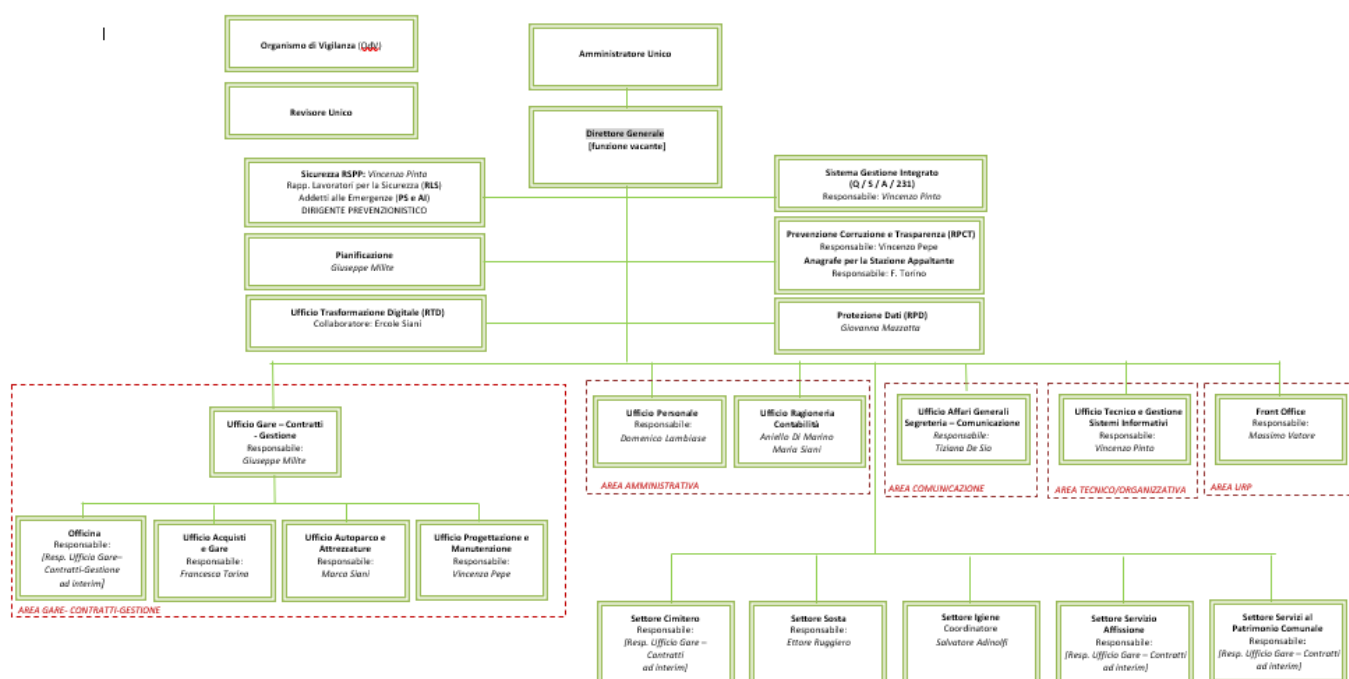 Organismo di Vigilanza (OdV)
Amministratore Unico
Revisore Unico
Direttore Generale
[funzione vacante]
Sicurezza RSPP: Vincenzo Pinto
Rapp. Lavoratori per la Sicurezza (RLS)
Addetti alle Emergenze (PS e AI)
DIRIGENTE PREVENZIONISTICO
Sistema Gestione Integrato
(Q / S / A / 231)
Responsabile: Vincenzo Pinto
Pianificazione
Giuseppe Milite
Prevenzione Corruzione e Trasparenza (RPCT)
Responsabile: Vincenzo Pepe
Anagrafe per la Stazione Appaltante
Responsabile: F. Torino
Ufficio Trasformazione Digitale (RTD)
Collaboratore: Ercole Siani
Protezione Dati (RPD)
Giovanna Mazzatta
Ufficio Gare – Contratti
- Gestione
Responsabile:
Giuseppe Milite
Ufficio Personale
Responsabile:
Domenico Lambiase
Ufficio Ragioneria
Contabilità
Aniello Di Marino
Maria Siani
AREA AMMINISTRATIVA
Ufficio Affari Generali
Segreteria – Comunicazione
Responsabile:
Tiziana De Sio
AREA COMUNICAZIONE
Ufficio Tecnico e Gestione
Sistemi Informativi
Responsabile:
Vincenzo Pinto
AREA TECNICO/ORGANIZZATIVA
Front Office
Responsabile:
Massimo Vatore
AREA URP
Officina
Responsabile:
[Resp. Ufficio Gare–
Contratti-Gestione
ad interim]
Ufficio Acquisti
e Gare
Responsabile:
Francesco Torino
Ufficio Autoparco e
Attrezzature
Responsabile:
Marco Siani
Ufficio Progettazione e
Manutenzione
Responsabile:
Vincenzo Pepe
AREA GARE- CONTRATTI-GESTIONE
Settore Cimitero
Responsabile:
[Resp. Ufficio Gare –
Contratti
ad interim]
Settore Sosta
Responsabile:
Ettore Ruggiero
Settore Igiene
Coordinatore
Salvatore Adinolfi
Settore Servizio
Affissione
Responsabile:
[Resp. Ufficio Gare – Contratti
ad interim]
Settore Servizi al
Patrimonio Comunale
Responsabile:
[Resp. Ufficio Gare – Contratti
ad interim]